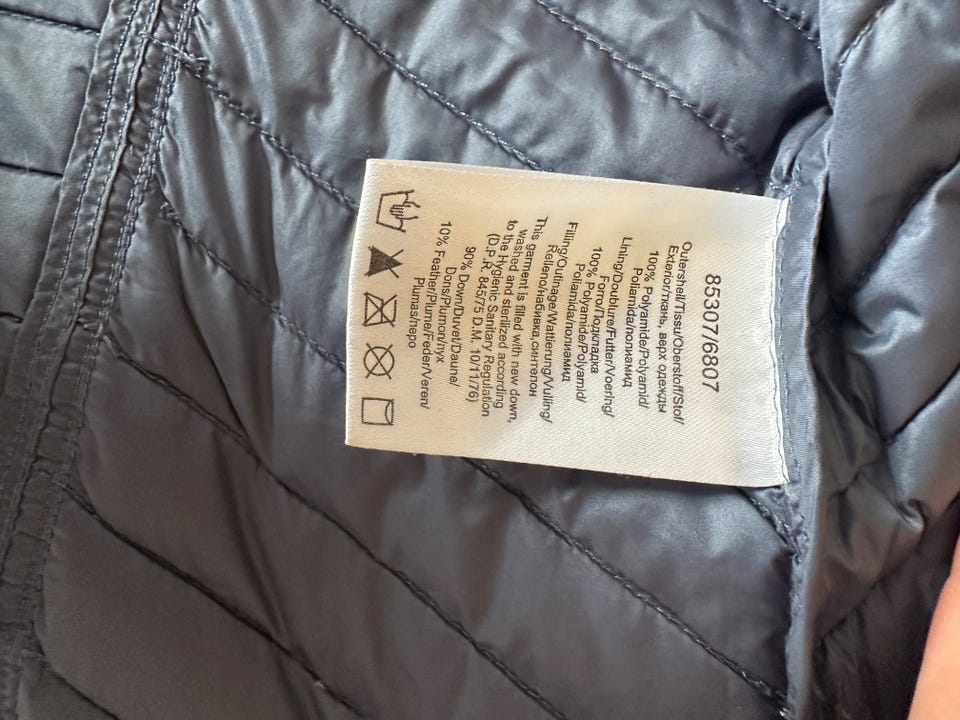 85307/6807
Outershell/Tissu/Oberstoff/Stof/
Exterior/ткань, верх одежды
100% Polyamide/Polyamid/
Poliamida/полиамид
Lining/Doublure/Futter/Voering/
Forro/Подкладка
100% Polyamide/Polyamid/
Poliamida/полиамид
Filling/Outinage/Wattierung/Vulling/
Relleno/набивка,синтепон
This garment is filled with new down,
washed and sterilized according
to the Hygienic Sanitary Regulation
(D.P.R. 845/75 D.M. 10/11/76)
90% Down/Duvet/Daune/
Dons/Plumon/пух
10% Feather/Plume/Feder/Veren/
Plumas/перо